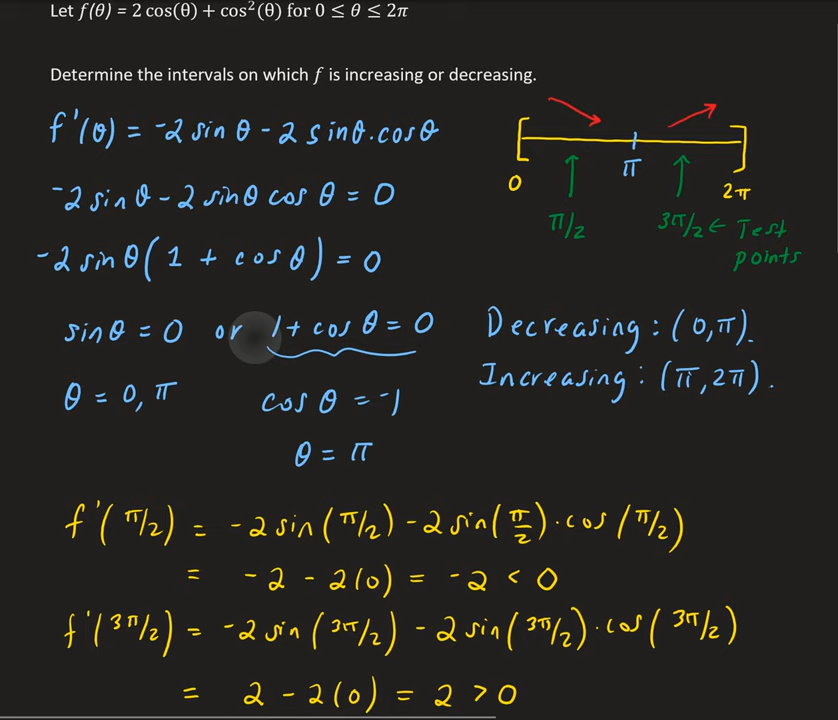 Let f(θ) = 2 cos(θ) + cos²(θ) for 0 ≤ θ ≤ 2π
Determine the intervals on which f is increasing or decreasing.
f'(θ) = -2 sin θ - 2 sinθ · cosθ
-2 sinθ - 2 sinθ cos θ = 0
-2 sinθ ( 1 + cosθ ) = 0
sinθ = 0 or 1 + cos θ = 0
θ = 0, π
cos θ = -1
θ = π
0
π
2π
π/2
3π/2 ← Test
points
Decreasing : (0,π).
Increasing : (π,2π).
f'(π/2) = -2 sin(π/2) - 2 sin(π/2) · cos(π/2)
= -2 - 2(0) = -2 < 0
f'(3π/2) = -2 sin(3π/2) - 2 sin(3π/2) · cos(3π/2)
= 2 - 2(0) = 2 > 0